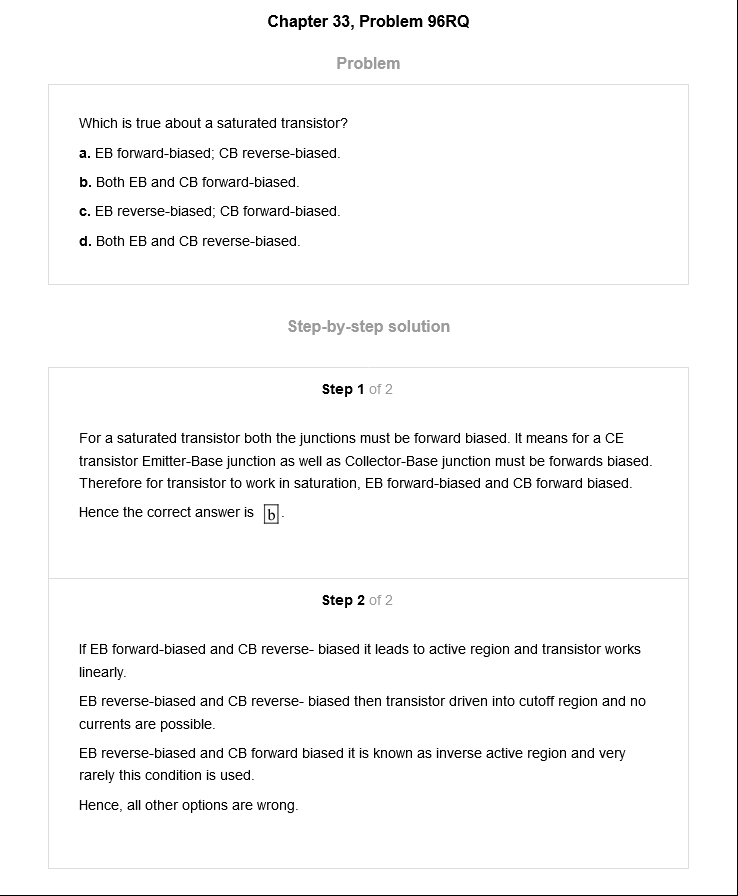 Chapter 33, Problem 96RQ
Problem
Which is true about a saturated transistor?
a. EB forward-biased; CB reverse-biased.
b. Both EB and CB forward-biased.
c. EB reverse-biased; CB forward-biased.
d. Both EB and CB reverse-biased.
Step-by-step solution
Step 1 of 2
For a saturated transistor both the junctions must be forward biased. It means for a CE
transistor Emitter-Base junction as well as Collector-Base junction must be forwards biased.
Therefore for transistor to work in saturation, EB forward-biased and CB forward biased.
Hence the correct answer is b.
Step 2 of 2
If EB forward-biased and CB reverse- biased it leads to active region and transistor works
linearly.
EB reverse-biased and CB reverse- biased then transistor driven into cutoff region and no
currents are possible.
EB reverse-biased and CB forward biased it is known as inverse active region and very
rarely this condition is used.
Hence, all other options are wrong.